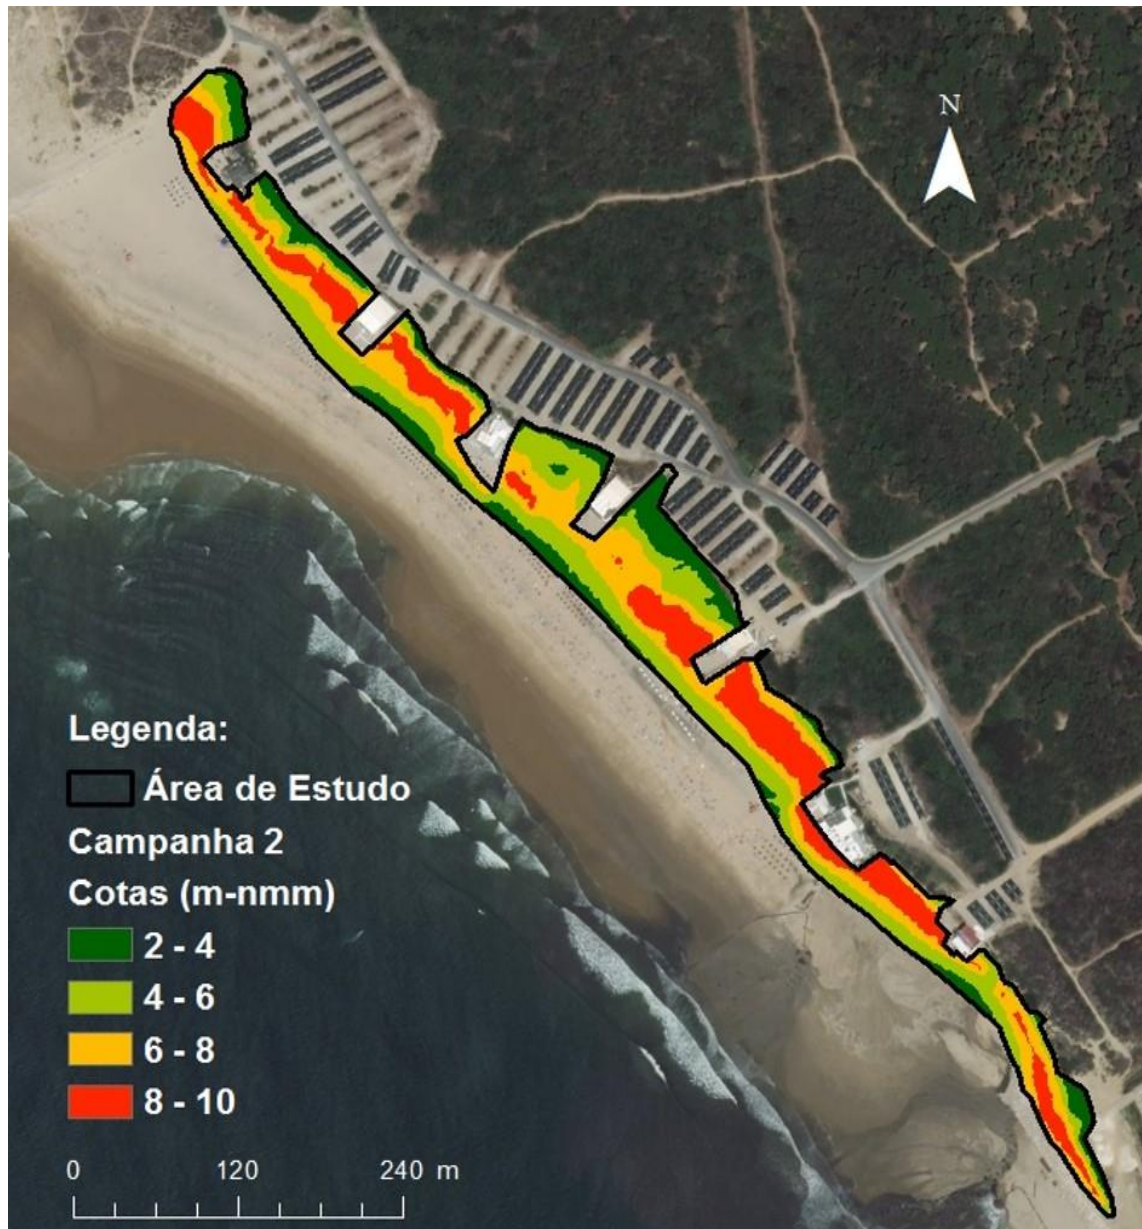 N
Legenda:
Área de Estudo
Campanha 2
Cotas (m-nmm)
2 - 4
4 - 6
6 - 8
8 - 10
0 120 240 m